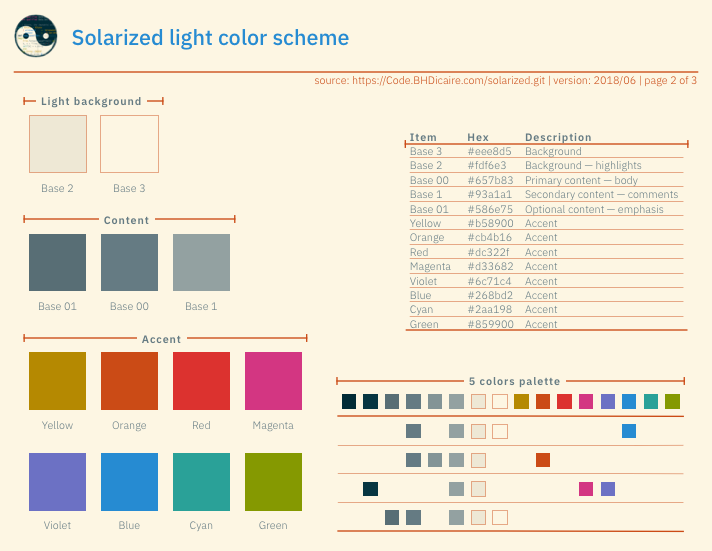 Solarized light color scheme
source: https://Code.BHDicaire.com/solarized.git | version: 2018/06 | page 2 of 3
Light background
Base 2 Base 3
Content
Base 01 Base 00 Base 1
Accent
Yellow Orange Red Magenta
Violet Blue Cyan Green
Item Hex Description
Base 3 #eee8d5 Background
Base 2 #fdf6e3 Background — highlights
Base 00 #657b83 Primary content — body
Base 1 #93a1a1 Secondary content — comments
Base 01 #586e75 Optional content — emphasis
Yellow #b58900 Accent
Orange #cb4b16 Accent
Red #dc322f Accent
Magenta #d33682 Accent
Violet #6c71c4 Accent
Blue #268bd2 Accent
Cyan #2aa198 Accent
Green #859900 Accent
5 colors palette